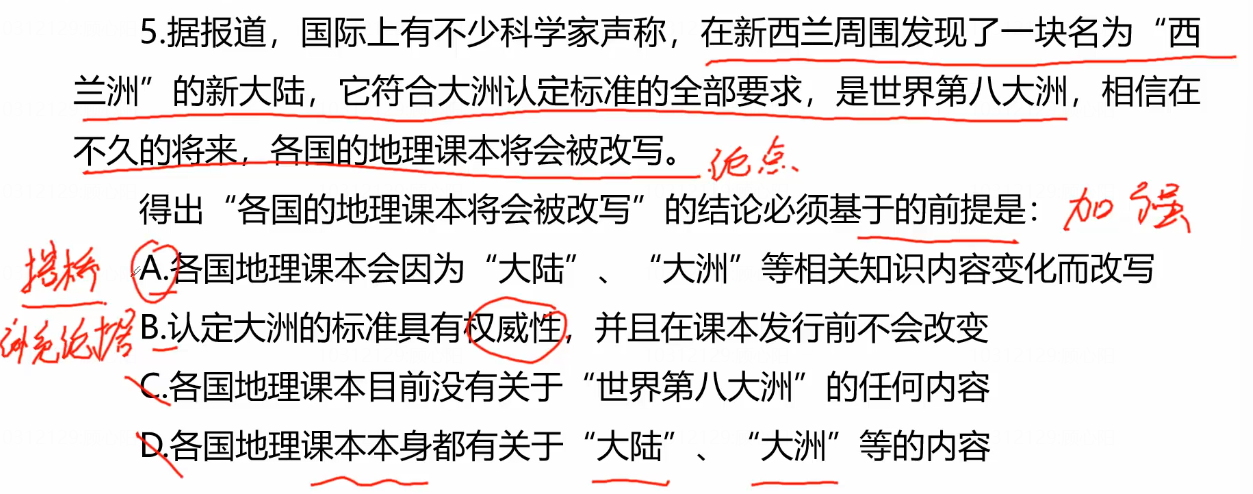 5.据报道，国际上有不少科学家声称，在新西兰周围发现了一块名为“西
兰洲”的新大陆，它符合大洲认定标准的全部要求，是世界第八大洲，相信在
不久的将来，各国的地理课本将会被改写。 论点
得出“各国的地理课本将会被改写”的结论必须基于的前提是： 加强
搭桥 A.各国地理课本会因为“大陆”、“大洲”等相关知识内容变化而改写
补充论据 B.认定大洲的标准具有权威性，并且在课本发行前不会改变
C.各国地理课本目前没有关于“世界第八大洲”的任何内容
D.各国地理课本本身都有关于“大陆”、“大洲”等的内容